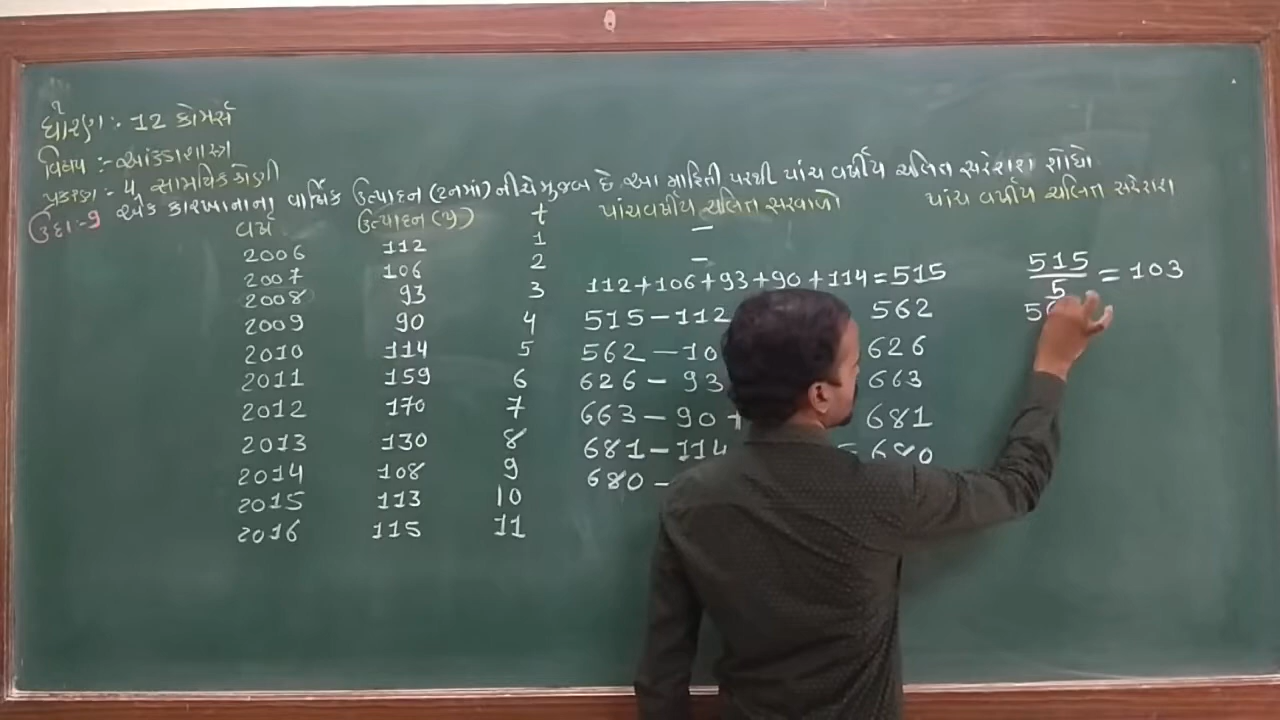 ધોરણ :- 12 કોમર્સ
વિષય :- આંકડાશાસ્ત્ર
પ્રકરણ :- 4, સામયિક શ્રેણી
ઉદા:-9 એક કારખાનાના વાર્ષિક ઉત્પાદન (ટનમાં) નીચે મુજબ છે. આ માહિતી પરથી પાંચ વર્ષીય ચલિત સરેરાશ શોધો
વર્ષ ઉત્પાદન (y) t પાંચવર્ષીય ચલિત સરવાળો પાંચ વર્ષીય ચલિત સરેરાશ
2006 112 1 –
2007 106 2 –
2008 93 3 112+106+93+90+114=515 515/5 = 103
2009 90 4 515-112 562
2010 114 5 562-10 626
2011 159 6 626-93 663
2012 170 7 663-90+ 681
2013 130 8 681-114 = 680
2014 108 9 680-
2015 113 10
2016 115 11